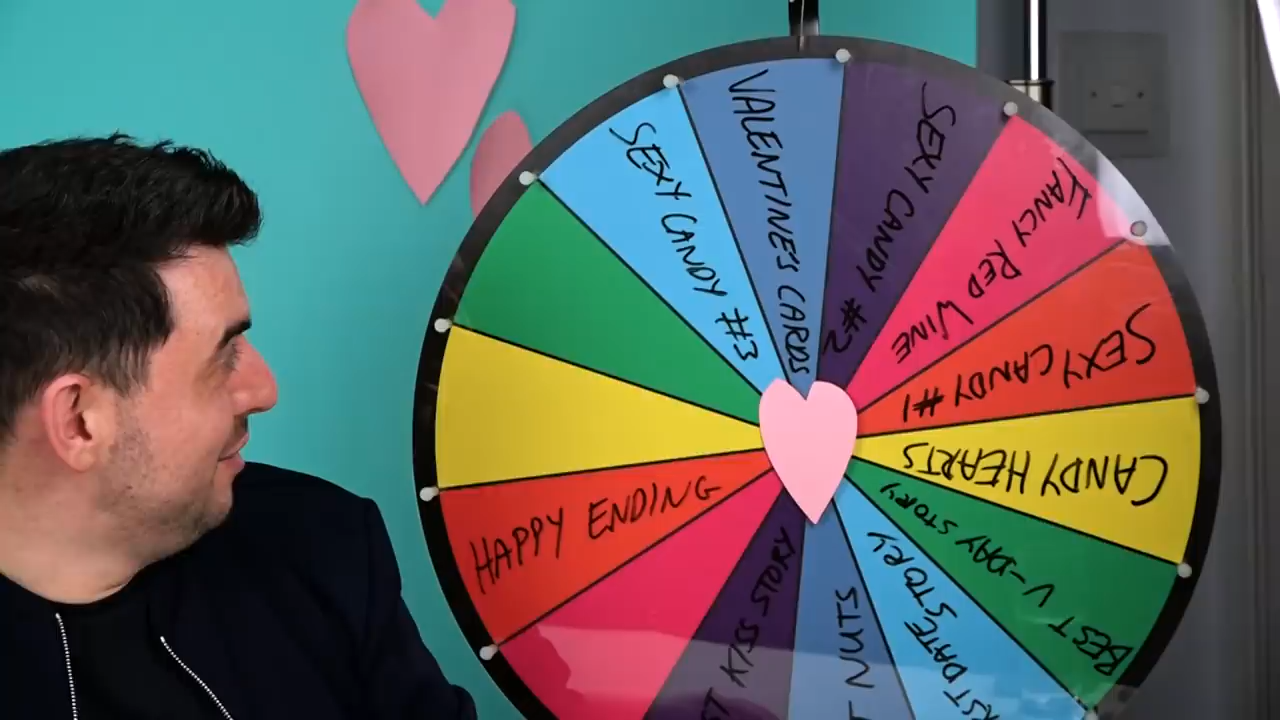 SEXY CANDY #3
VALENTINE'S CARDS
SEXY CANDY #2
FANCY RED WINE
SEXY CANDY #1
CANDY HEARTS
BEST V-DAY STORY
DATE STORY
NUTS
KISS STORY
HAPPY ENDING